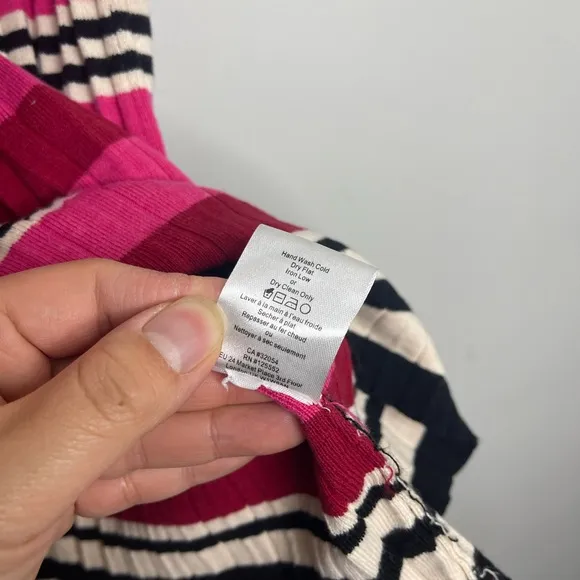 Hand Wash Cold
Dry Flat
Iron Low
or
Dry Clean Only
Laver à la main à l'eau froide
Secher à plat
Repasser au fer chaud
ou
Nettoyer à sec seulement
CA #32054
RN #125552
EU 24 Market Place 3rd Floor